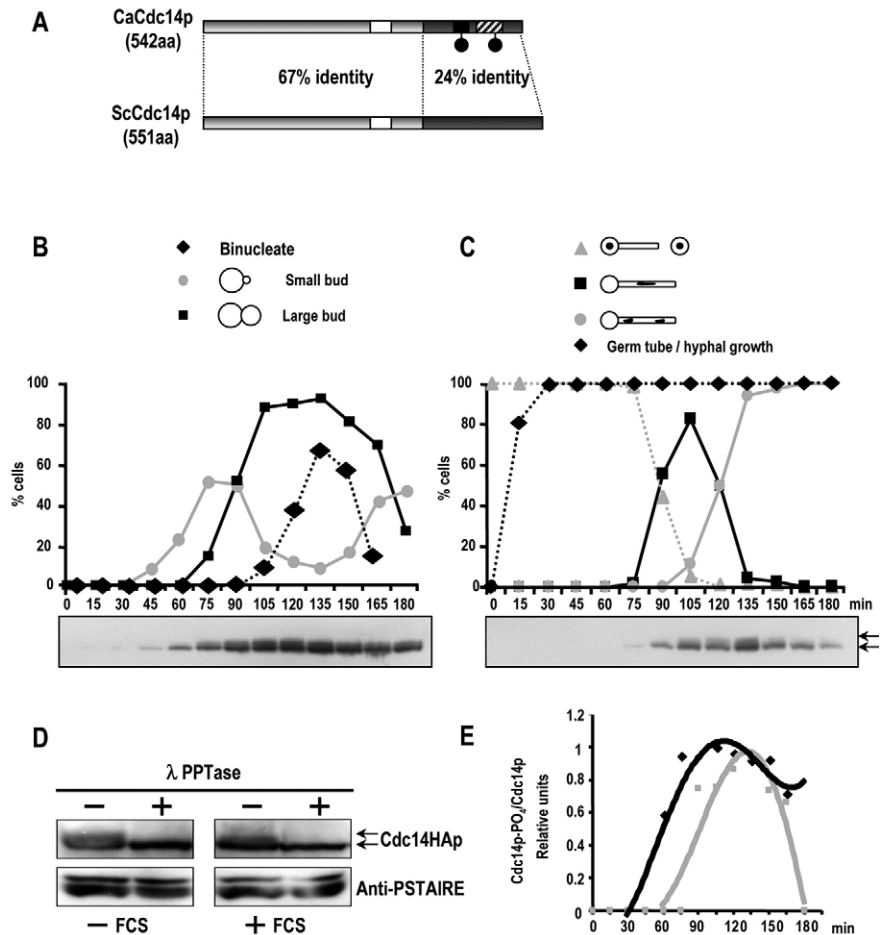 A
CaCdc14p
(542aa)
67% identity
24% identity
ScCdc14p
(551aa)
B
Binucleate
Small bud
Large bud
% cells
100
80
60
40
20
0
0 15 30 45 60 75 90 105 120 135 150 165 180
C
Germ tube / hyphal growth
% cells
100
80
60
40
20
0
0 15 30 45 60 75 90 105 120 135 150 165 180 min
D
λ PPTase
− + − +
Cdc14HAp
Anti-PSTAIRE
− FCS + FCS
E
Cdc14p-PO₄/Cdc14p
Relative units
1.2
1
0.8
0.6
0.4
0.2
0
0 30 60 90 120 150 180 min